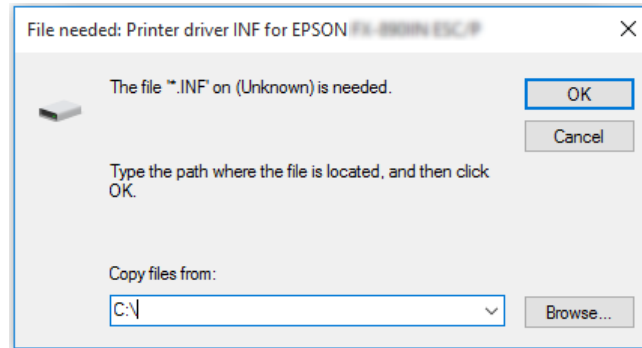 File needed: Printer driver INF for EPSON
The file '*.INF' on (Unknown) is needed.
OK
Cancel
Type the path where the file is located, and then click
OK.
Copy files from:
C:\
Browse...